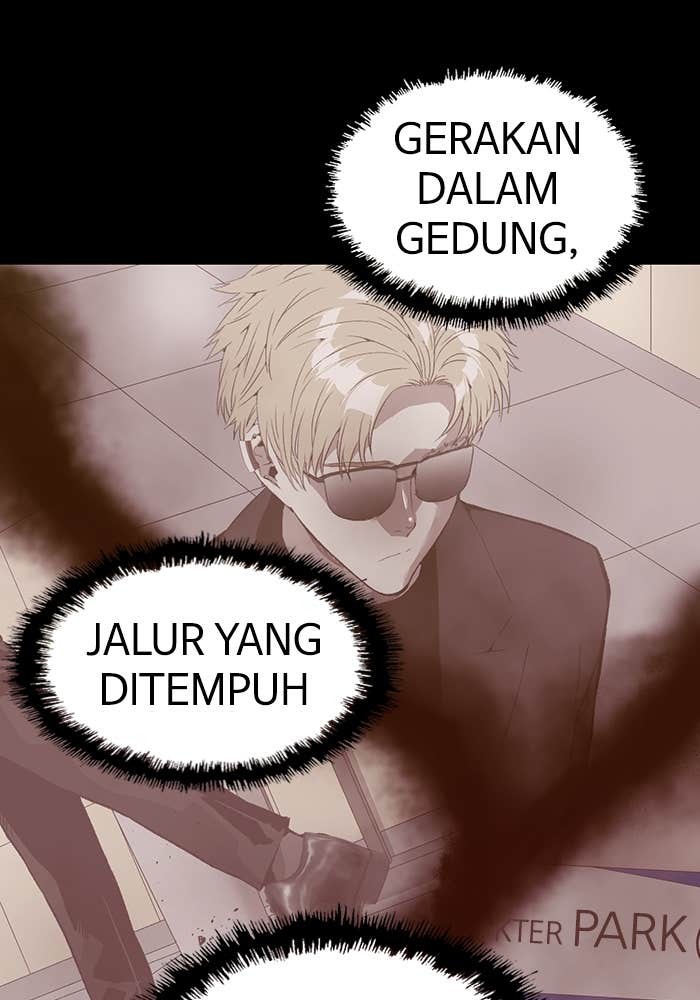 GERAKAN
DALAM
GEDUNG,
JALUR YANG
DITEMPUH
PARK